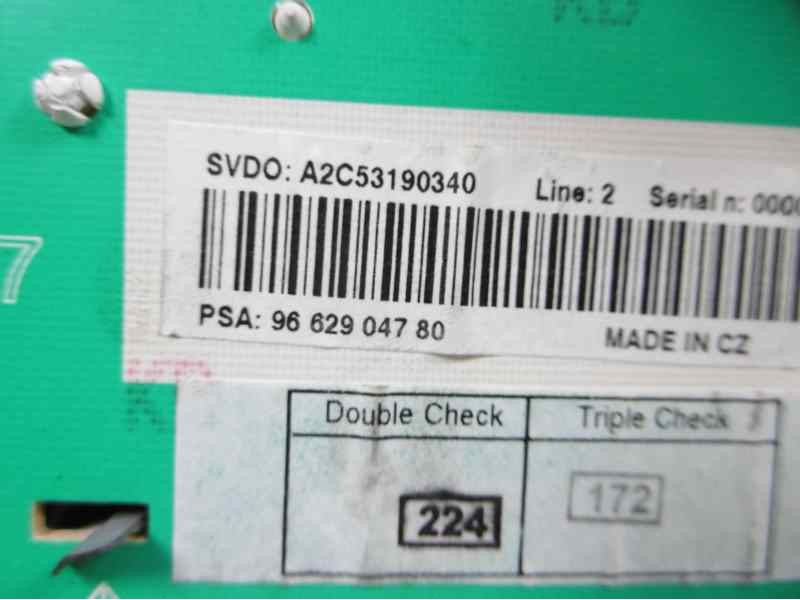 SVDO: A2C53190340 Line: 2 Serial n: 0000
7
PSA: 96 629 047 80 MADE IN CZ
Double Check Triple Check
224 172